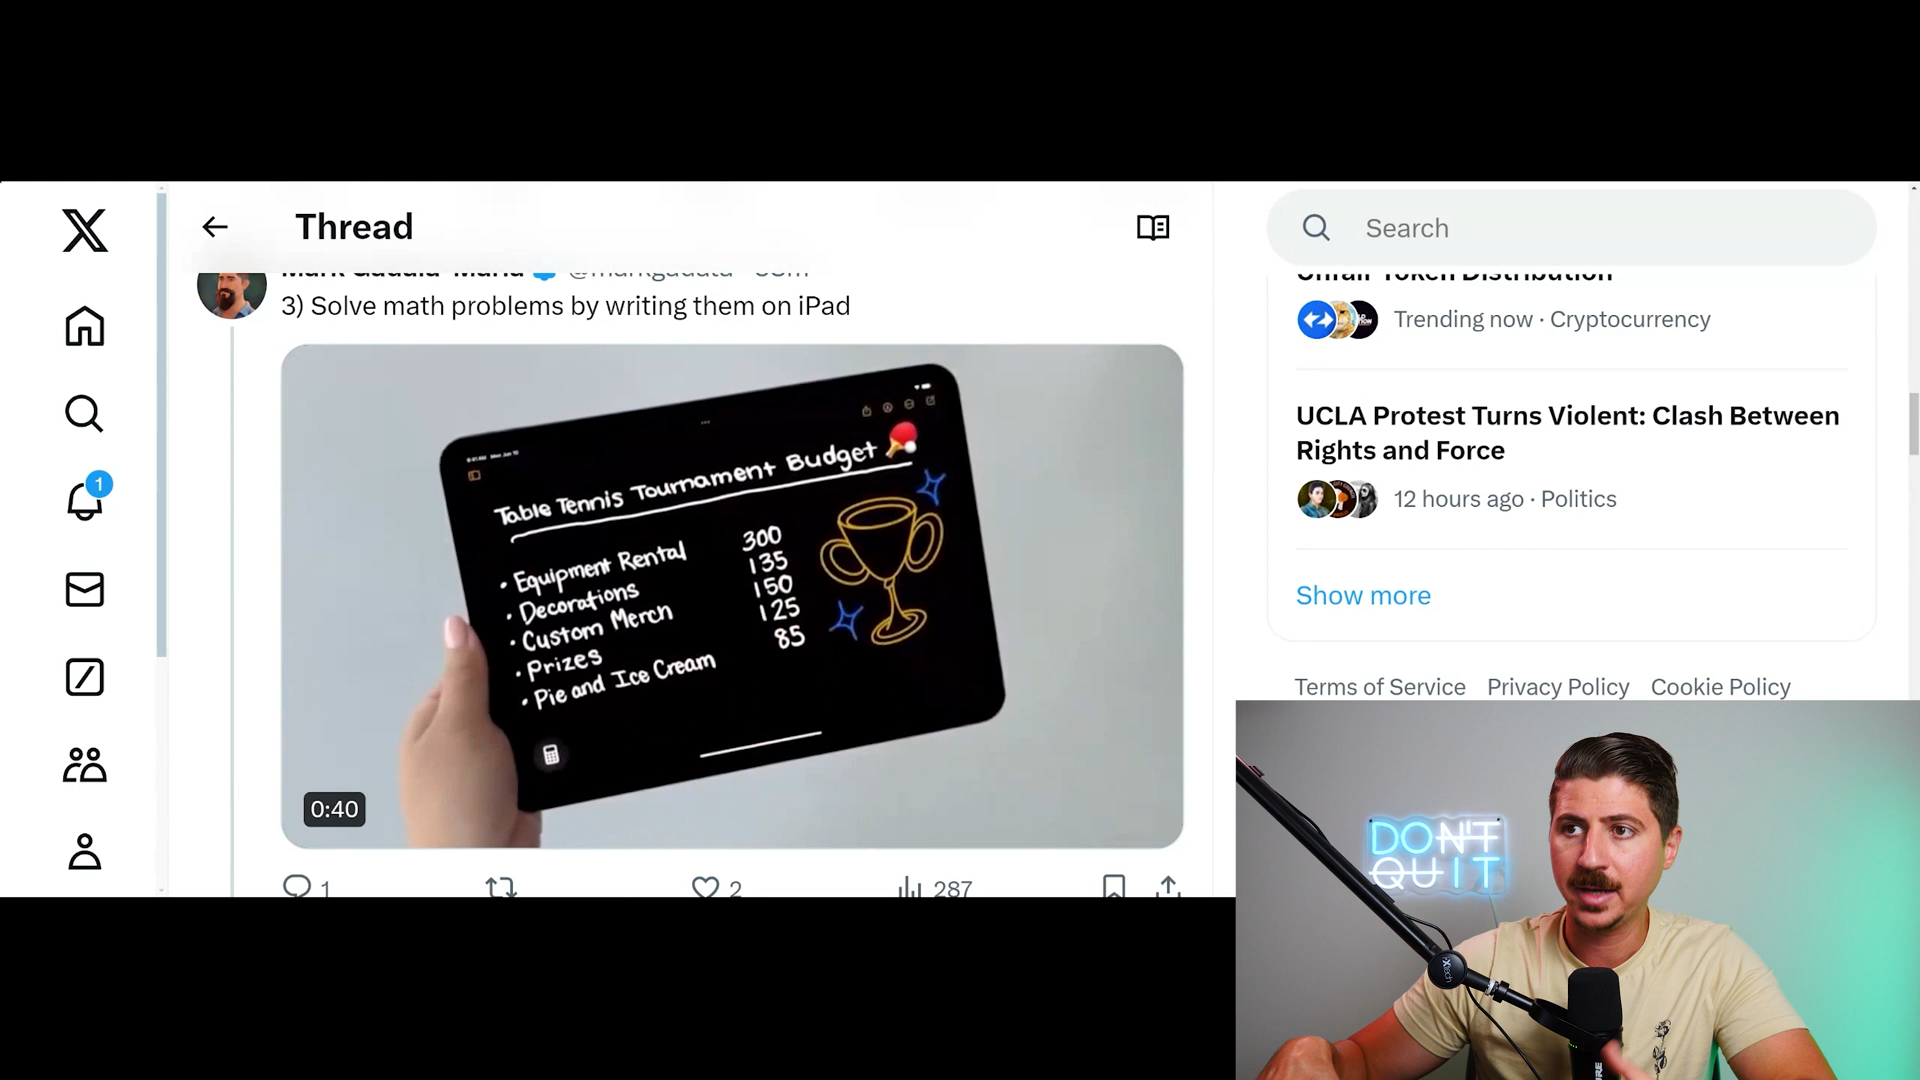 Thread
Search
3) Solve math problems by writing them on iPad
Table Tennis Tournament Budget
• Equipment Rental 300
• Decorations 135
• Custom Merch 150
• Prizes 125
• Pie and Ice Cream 85
0:40
1
2
287
1
Unfair Token Distribution
Trending now · Cryptocurrency
UCLA Protest Turns Violent: Clash Between
Rights and Force
12 hours ago · Politics
Show more
Terms of Service Privacy Policy Cookie Policy
DON'T
QUIT